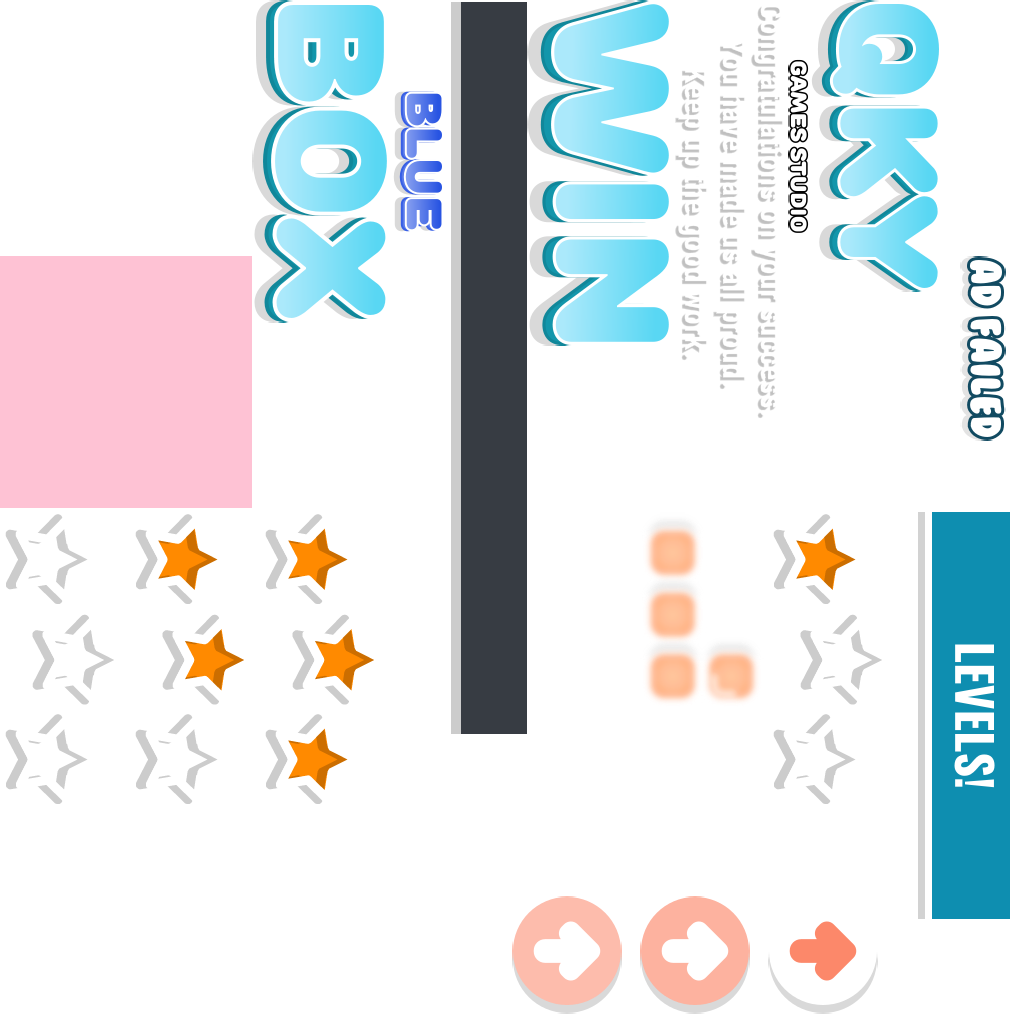 AD FAILED
QKY
GAMES STUDIO
Congratulations on your success.
You have made us all proud.
Keep up the good work.
WIN
BLUE
BOX
LEVELS!